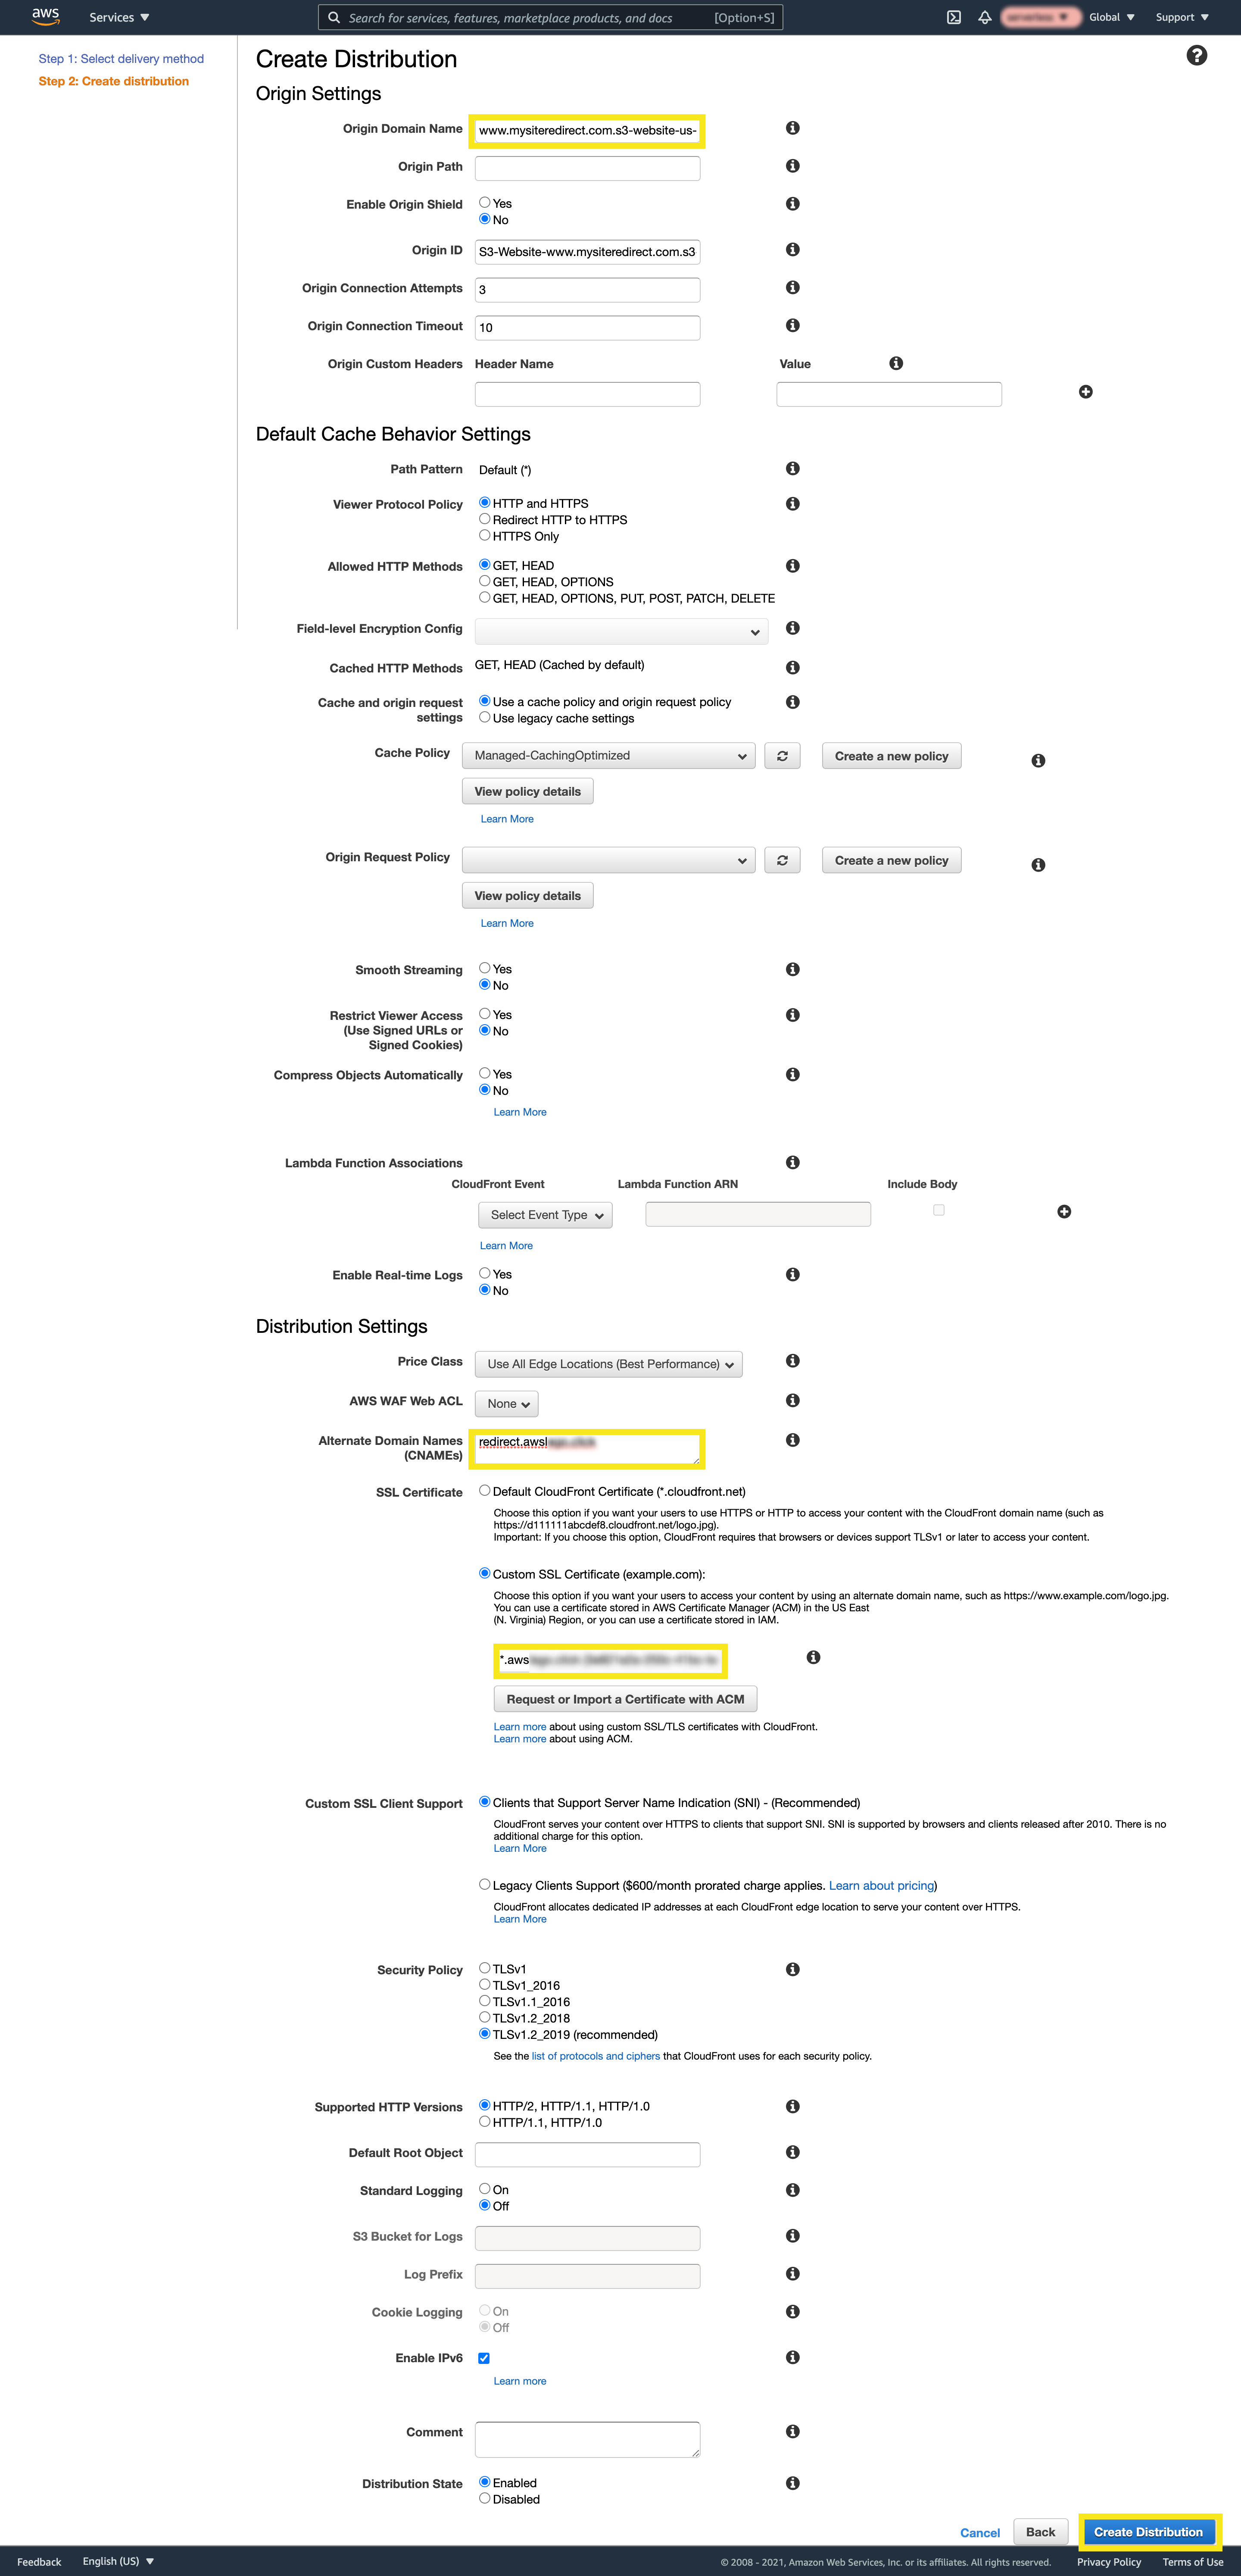 aws
Services
Search for services, features, marketplace products, and docs [Option+S]
Global
Support
Step 1: Select delivery method
Step 2: Create distribution
Create Distribution
Origin Settings
Origin Domain Name www.mysiteredirect.com.s3-website-us-
Origin Path
Enable Origin Shield Yes
No
Origin ID S3-Website-www.mysiteredirect.com.s3
Origin Connection Attempts 3
Origin Connection Timeout 10
Origin Custom Headers Header Name Value
Default Cache Behavior Settings
Path Pattern Default (*)
Viewer Protocol Policy HTTP and HTTPS
Redirect HTTP to HTTPS
HTTPS Only
Allowed HTTP Methods GET, HEAD
GET, HEAD, OPTIONS
GET, HEAD, OPTIONS, PUT, POST, PATCH, DELETE
Field-level Encryption Config
Cached HTTP Methods GET, HEAD (Cached by default)
Cache and origin request settings Use a cache policy and origin request policy
Use legacy cache settings
Cache Policy Managed-CachingOptimized Create a new policy
View policy details
Learn More
Origin Request Policy Create a new policy
View policy details
Learn More
Smooth Streaming Yes
No
Restrict Viewer Access Yes
(Use Signed URLs or No
Signed Cookies)
Compress Objects Automatically Yes
No
Learn More
Lambda Function Associations
CloudFront Event Lambda Function ARN Include Body
Select Event Type
Learn More
Enable Real-time Logs Yes
No
Distribution Settings
Price Class Use All Edge Locations (Best Performance)
AWS WAF Web ACL None
Alternate Domain Names redirect.awsl
(CNAMEs)
SSL Certificate Default CloudFront Certificate (*.cloudfront.net)
Choose this option if you want your users to use HTTPS or HTTP to access your content with the CloudFront domain name (such as
https://d111111abcdef8.cloudfront.net/logo.jpg).
Important: If you choose this option, CloudFront requires that browsers or devices support TLSv1 or later to access your content.
Custom SSL Certificate (example.com):
Choose this option if you want your users to access your content by using an alternate domain name, such as https://www.example.com/logo.jpg.
You can use a certificate stored in AWS Certificate Manager (ACM) in the US East
(N. Virginia) Region, or you can use a certificate stored in IAM.
*.aws
Request or Import a Certificate with ACM
Learn more about using custom SSL/TLS certificates with CloudFront.
Learn more about using ACM.
Custom SSL Client Support Clients that Support Server Name Indication (SNI) - (Recommended)
CloudFront serves your content over HTTPS to clients that support SNI. SNI is supported by browsers and clients released after 2010. There is no
additional charge for this option.
Learn More
Legacy Clients Support ($600/month prorated charge applies. Learn about pricing)
CloudFront allocates dedicated IP addresses at each CloudFront edge location to serve your content over HTTPS.
Learn More
Security Policy TLSv1
TLSv1_2016
TLSv1.1_2016
TLSv1.2_2018
TLSv1.2_2019 (recommended)
See the list of protocols and ciphers that CloudFront uses for each security policy.
Supported HTTP Versions HTTP/2, HTTP/1.1, HTTP/1.0
HTTP/1.1, HTTP/1.0
Default Root Object
Standard Logging On
Off
S3 Bucket for Logs
Log Prefix
Cookie Logging On
Off
Enable IPv6
Learn more
Comment
Distribution State Enabled
Disabled
Cancel Back Create Distribution
Feedback English (US) © 2008 - 2021, Amazon Web Services, Inc. or its affiliates. All rights reserved. Privacy Policy Terms of Use